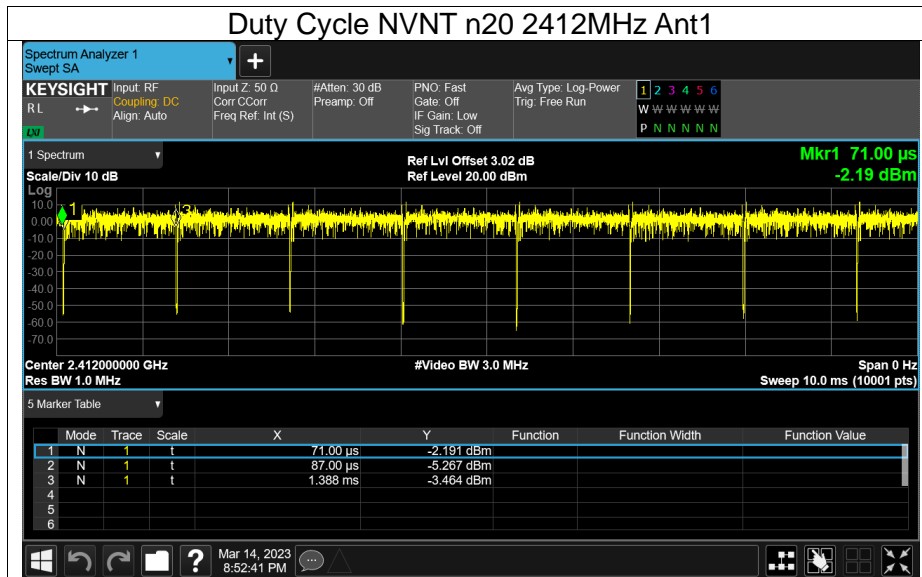 Duty Cycle NVNT n20 2412MHz Ant1
Spectrum Analyzer 1
Swept SA
KEYSIGHT Input: RF Input Z: 50 Ω #Atten: 30 dB PNO: Fast Avg Type: Log-Power 1 2 3 4 5 6
R L Coupling: DC Corr CCorr Preamp: Off Gate: Off Trig: Free Run W W W W W W
Align: Auto Freq Ref: Int (S) IF Gain: Low
LXI Sig Track: Off P N N N N N
1 Spectrum Ref Lvl Offset 3.02 dB Mkr1 71.00 µs
Scale/Div 10 dB Ref Level 20.00 dBm -2.19 dBm
Log
10.0 1 3
0.00
-10.0
-20.0
-30.0
-40.0
-50.0
-60.0
-70.0
Center 2.412000000 GHz #Video BW 3.0 MHz Span 0 Hz
Res BW 1.0 MHz Sweep 10.0 ms (10001 pts)
5 Marker Table
Mode Trace Scale X Y Function Function Width Function Value
1 N 1 t 71.00 µs -2.191 dBm
2 N 1 t 87.00 µs -5.267 dBm
3 N 1 t 1.388 ms -3.464 dBm
4
5
6
? Mar 14, 2023
8:52:41 PM